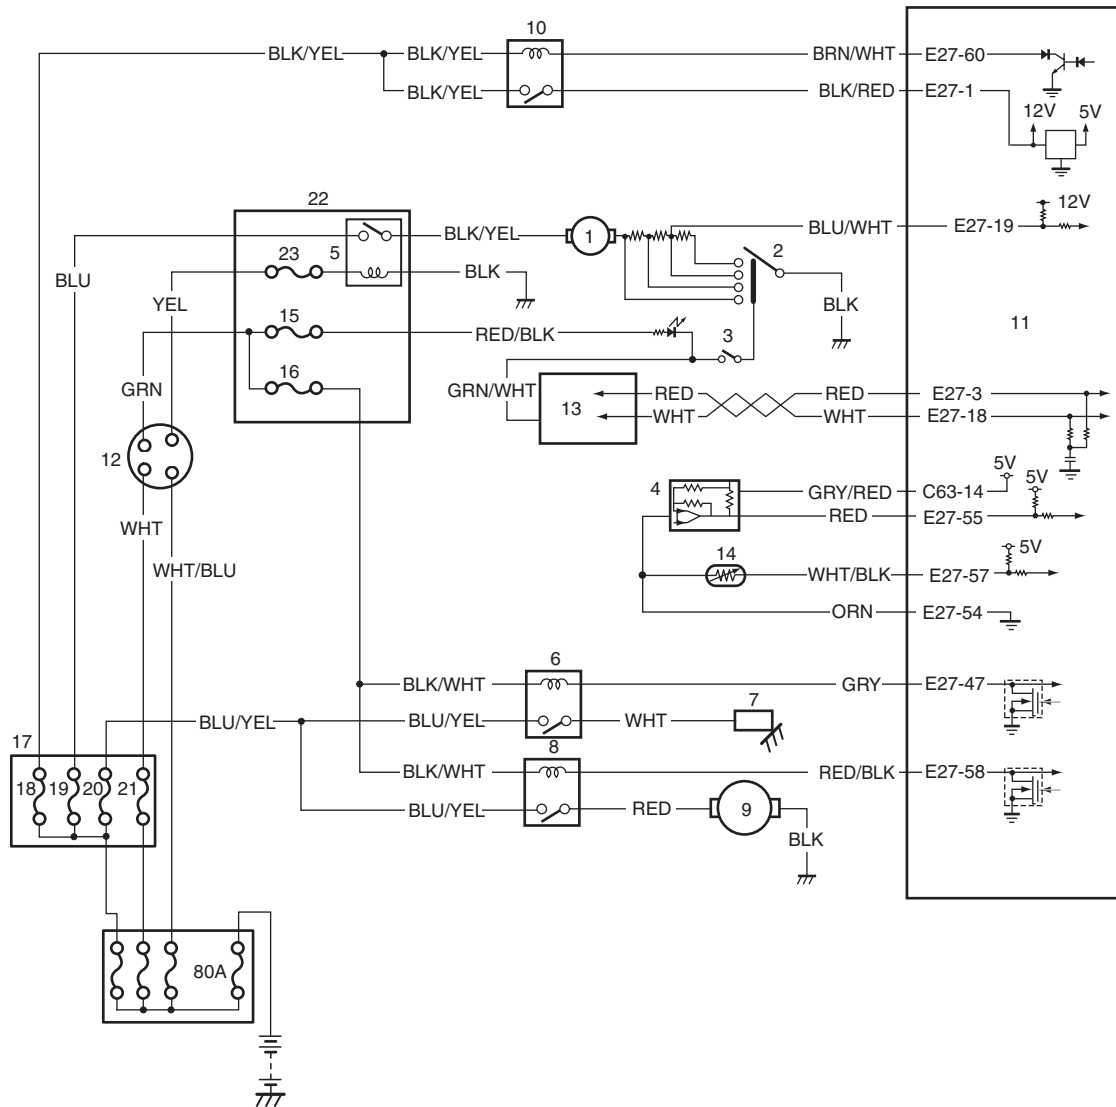 10
BLK/YEL BLK/YEL BRN/WHT E27-60
BLK/YEL BLK/RED E27-1
12V 5V
22
12V
BLK/YEL 1 BLU/WHT E27-19
23 5 2
BLU BLK
YEL
BLK
15
RED/BLK 3 11
16
GRN GRN/WHT RED RED E27-3
13
WHT WHT E27-18
12
5V
4 GRY/RED C63-14 5V
RED E27-55
WHT
14 5V
WHT/BLU WHT/BLK E27-57
ORN E27-54
6
BLK/WHT GRY E27-47
7
BLU/YEL BLU/YEL WHT
17 8
BLK/WHT RED/BLK E27-58
18 19 20 21
BLU/YEL RED 9
BLK
80A